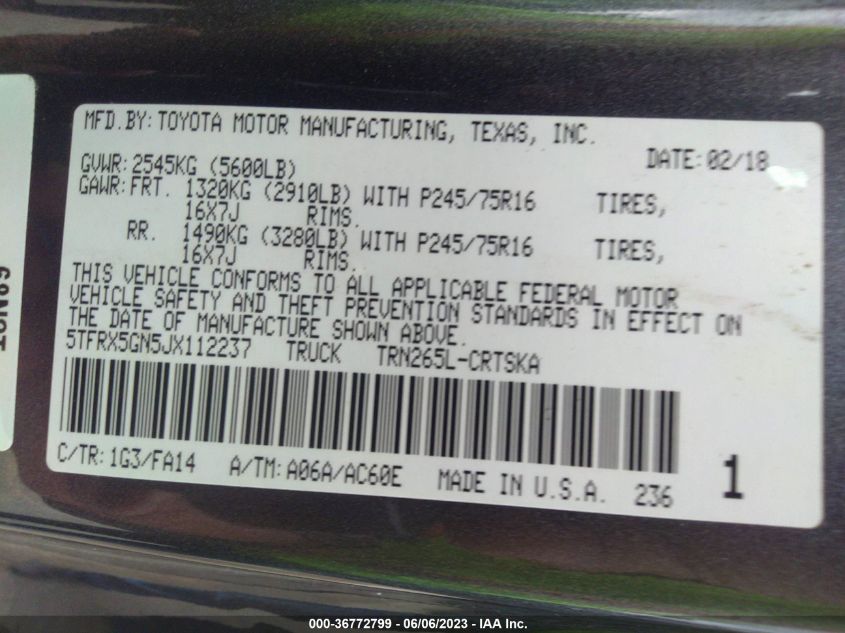 MFD.BY:TOYOTA MOTOR MANUFACTURING, TEXAS, INC.
DATE:02/18
GVWR:2545KG (5600LB)
GAWR:FRT. 1320KG (2910LB) WITH P245/75R16 TIRES,
16X7J RIMS.
RR. 1490KG (3280LB) WITH P245/75R16 TIRES,
16X7J RIMS.
THIS VEHICLE CONFORMS TO ALL APPLICABLE FEDERAL MOTOR
VEHICLE SAFETY AND THEFT PREVENTION STANDARDS IN EFFECT ON
THE DATE OF MANUFACTURE SHOWN ABOVE.
5TFRX5GN5JX112237 TRUCK TRN265L-CRTSKA
C/TR:1G3/FA14 A/TM:A06A/AC60E MADE IN U.S.A. 236 1
000-36772799 - 06/06/2023 - IAA Inc.